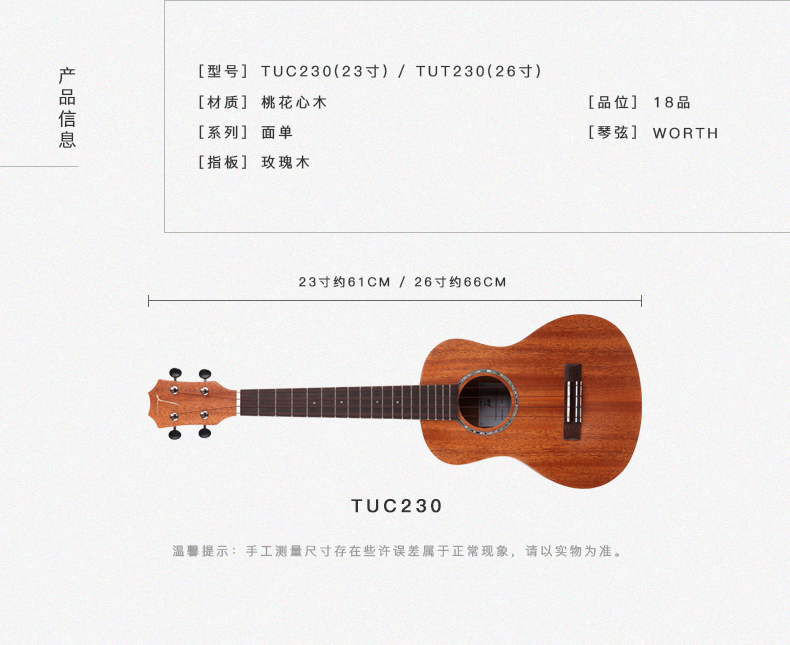 产品信息
[型号] TUC230(23寸) / TUT230(26寸)
[材质] 桃花心木
[品位] 18品
[系列] 面单
[琴弦] WORTH
[指板] 玫瑰木
23寸约61CM / 26寸约66CM
TUC230
温馨提示：手工测量尺寸存在些许误差属于正常现象，请以实物为准。